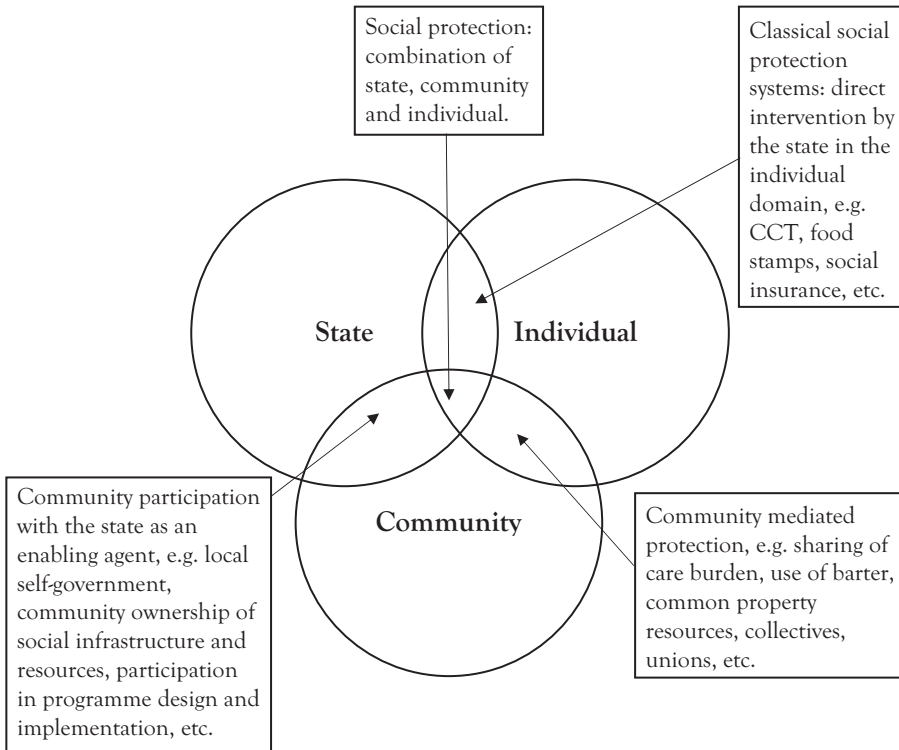 Social protection:
combination of
state, community
and individual.
Classical social
protection
systems: direct
intervention by
the state in the
individual
domain, e.g.
CCT, food
stamps, social
insurance, etc.
State
Individual
Community
Community participation
with the state as an
enabling agent, e.g. local
self-government,
community ownership of
social infrastructure and
resources, participation
in programme design and
implementation, etc.
Community mediated
protection, e.g. sharing of
care burden, use of barter,
common property
resources, collectives,
unions, etc.